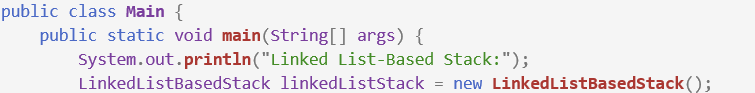 public class Main {
    public static void main(String[] args) {
        System.out.println("Linked List-Based Stack:");
        LinkedListBasedStack linkedListStack = new LinkedListBasedStack();